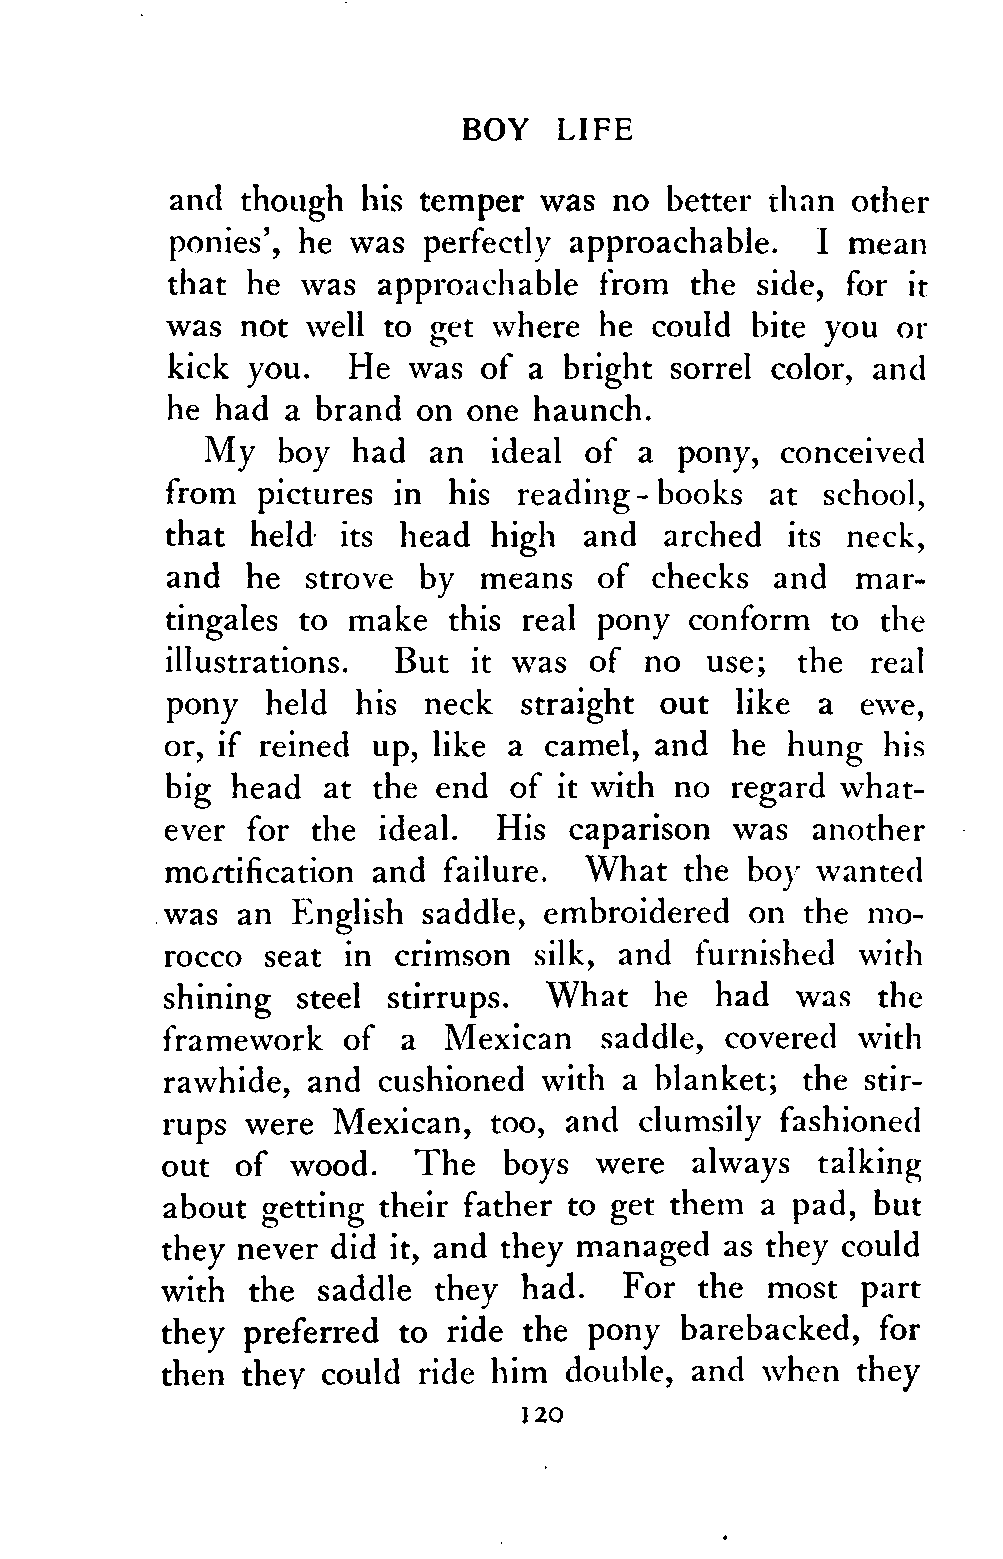 BOY LIFE
and though his temper was no better than other
ponies', he was perfectly approachable. I mean
that he was approachable from the side, for it
was not well to get where he could bite you or
kick you. He was of a bright sorrel color, and
he had a brand on one haunch.
My boy had an ideal of a pony, conceived
from pictures in his reading-books at school,
that held its head high and arched its neck,
and he strove by means of checks and mar-
tingales to make this real pony conform to the
illustrations. But it was of no use; the real
pony held his neck straight out like a ewe,
or, if reined up, like a camel, and he hung his
big head at the end of it with no regard what-
ever for the ideal. His caparison was another
mortification and failure. What the boy wanted
was an English saddle, embroidered on the mo-
rocco seat in crimson silk, and furnished with
shining steel stirrups. What he had was the
framework of a Mexican saddle, covered with
rawhide, and cushioned with a blanket; the stir-
rups were Mexican, too, and clumsily fashioned
out of wood. The boys were always talking
about getting their father to get them a pad, but
they never did it, and they managed as they could
with the saddle they had. For the most part
they preferred to ride the pony barebacked, for
then they could ride him double, and when they
120